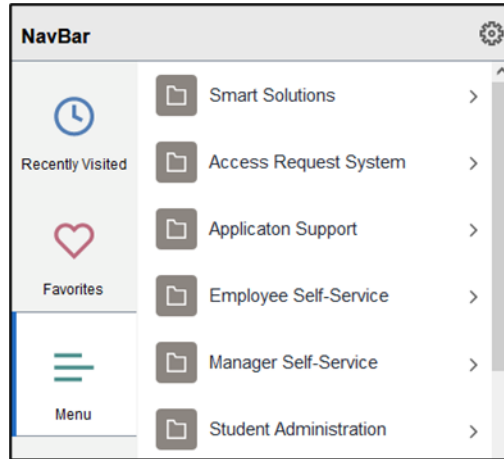 NavBar
Recently Visited
Favorites
Menu
Smart Solutions
Access Request System
Applicaton Support
Employee Self-Service
Manager Self-Service
Student Administration